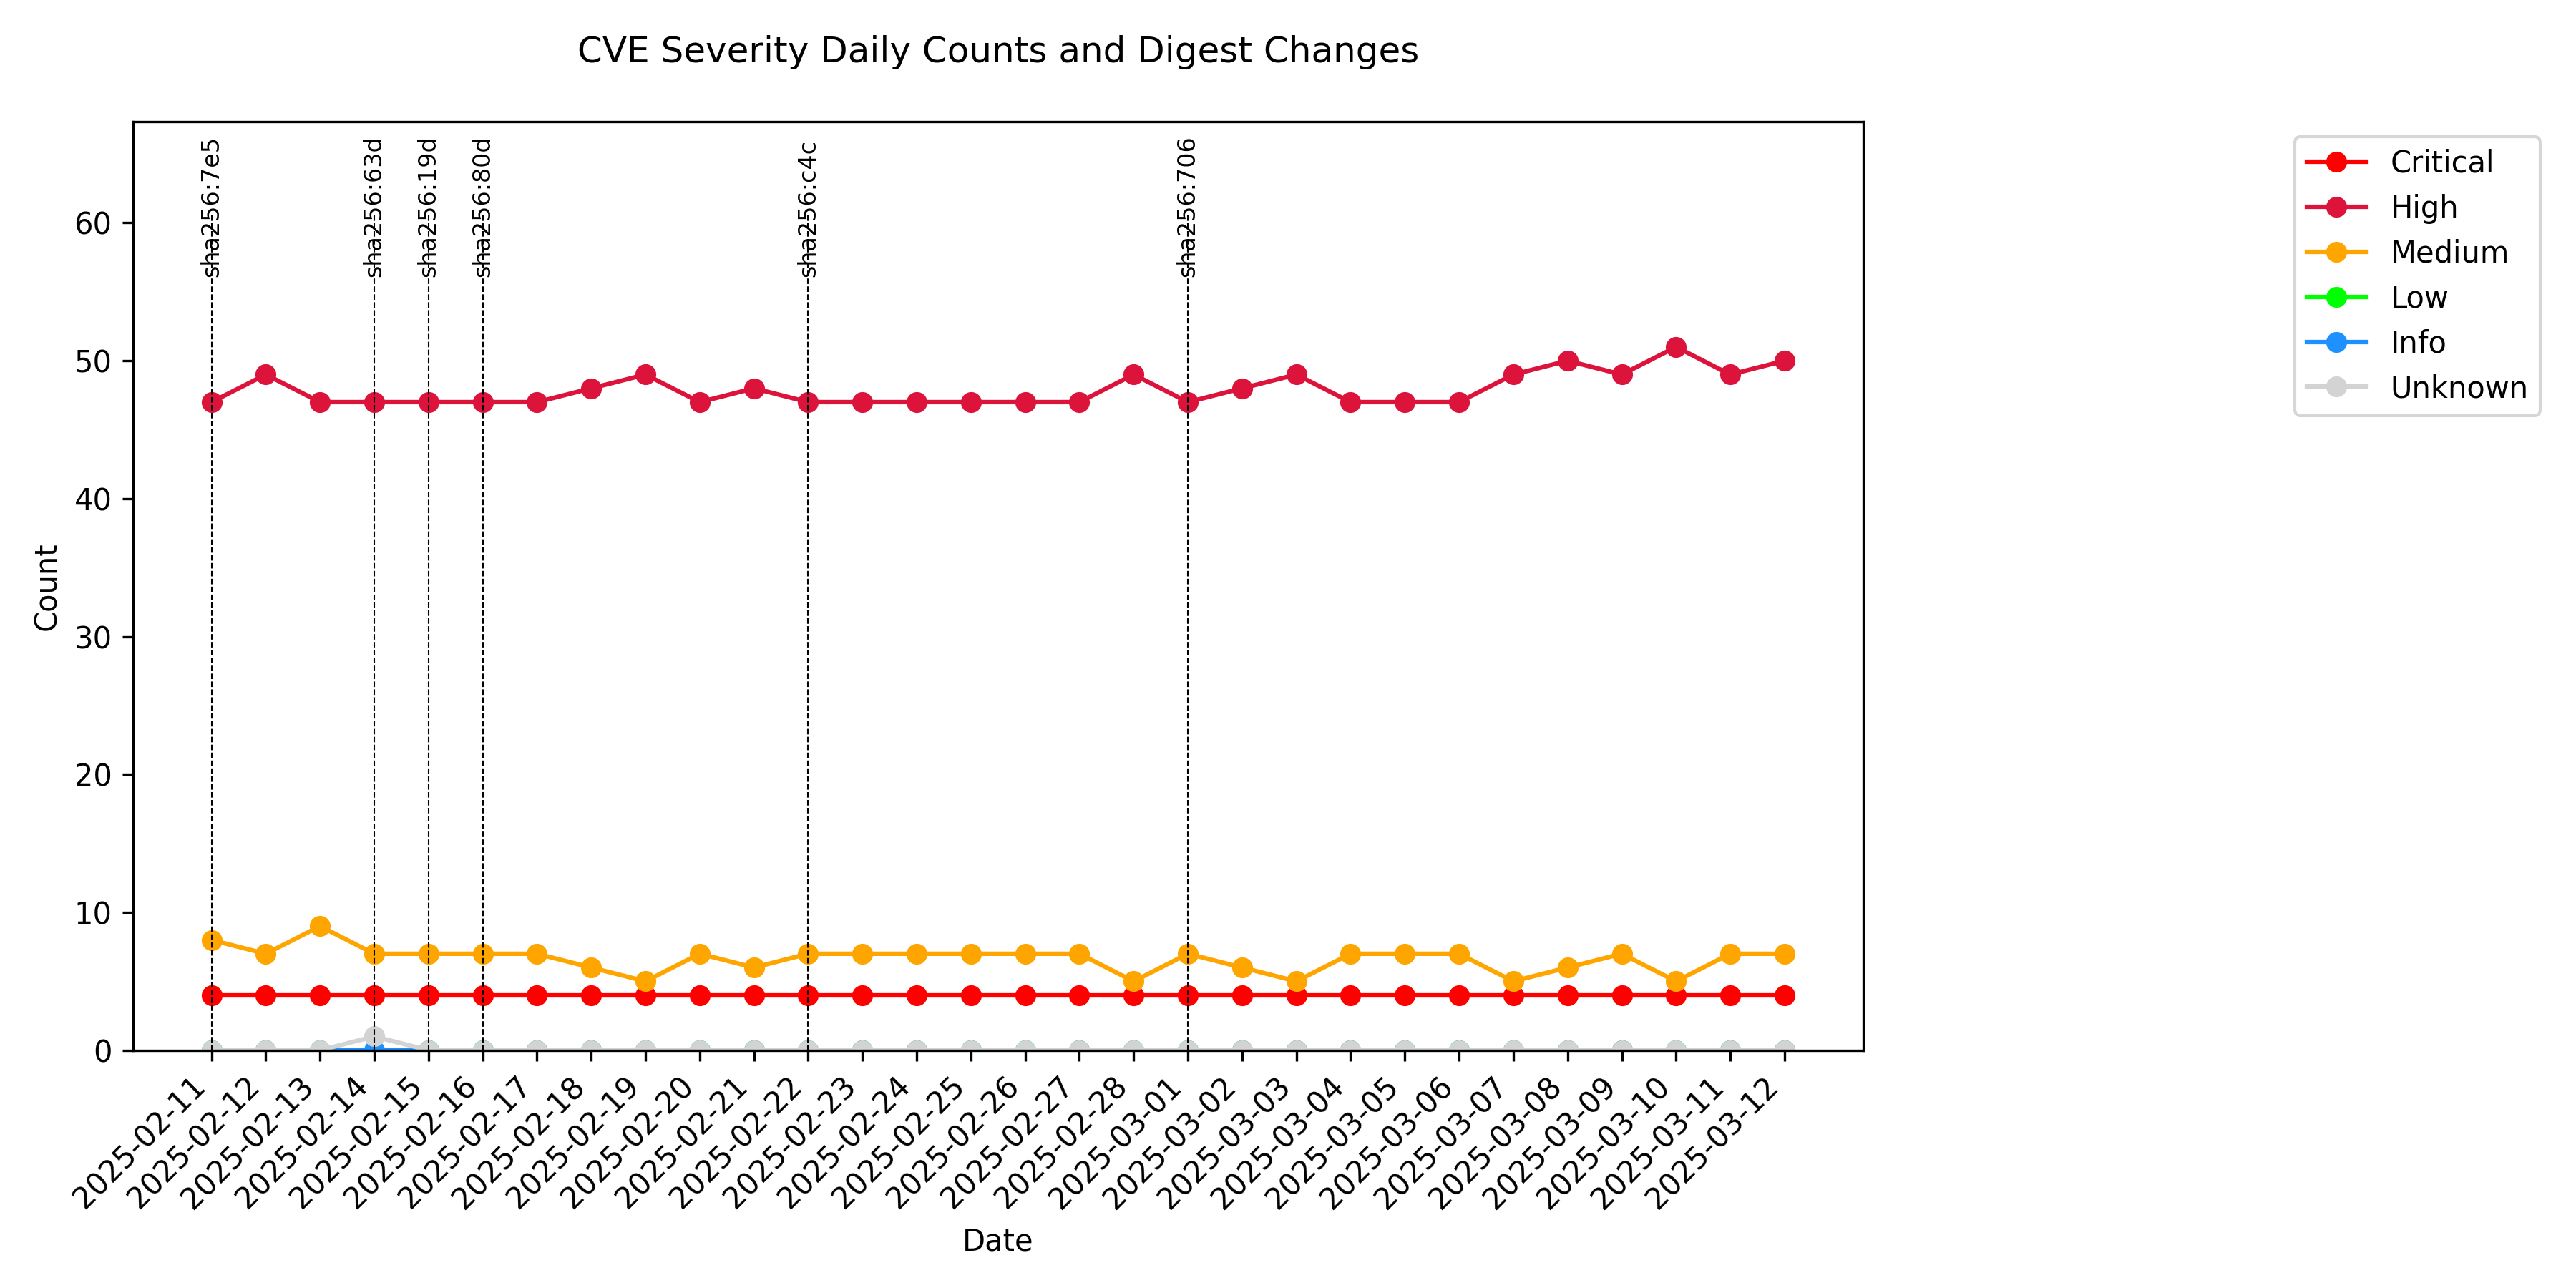 CVE Severity Daily Counts and Digest Changes
sha256:7e5
sha256:63d
sha256:19d
sha256:80d
sha256:c4c
sha256:706
Critical
High
Medium
Low
Info
Unknown
Count
60
50
40
30
20
10
0
2025-02-11
2025-02-12
2025-02-13
2025-02-14
2025-02-15
2025-02-16
2025-02-17
2025-02-18
2025-02-19
2025-02-20
2025-02-21
2025-02-22
2025-02-23
2025-02-24
2025-02-25
2025-02-26
2025-02-27
2025-02-28
2025-03-01
2025-03-02
2025-03-03
2025-03-04
2025-03-05
2025-03-06
2025-03-07
2025-03-08
2025-03-09
2025-03-10
2025-03-11
2025-03-12
Date